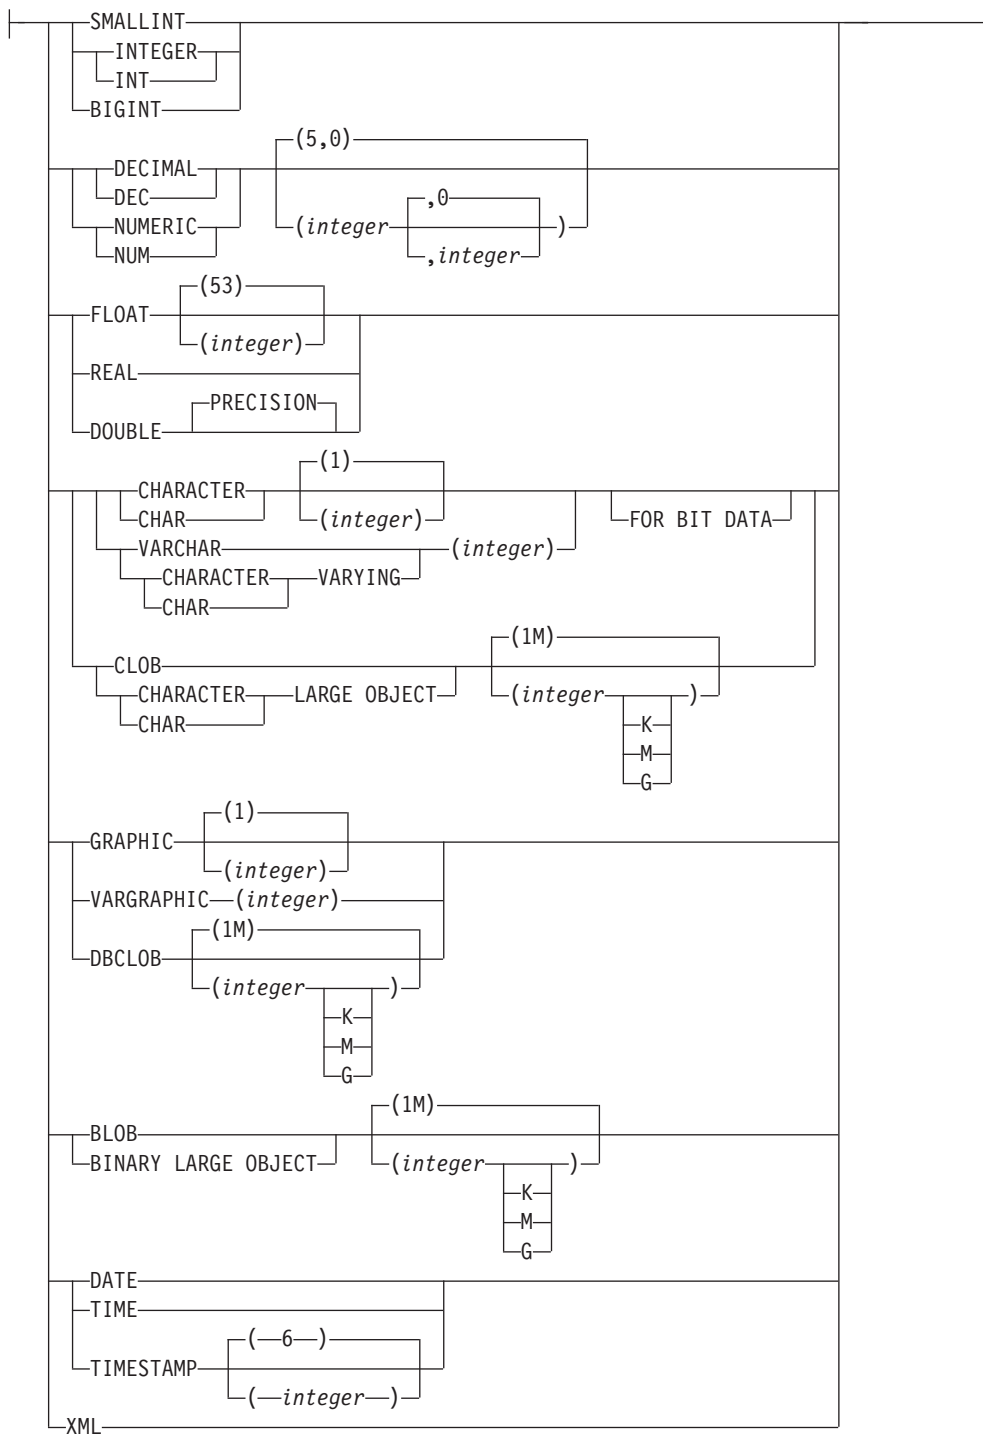 SMALLINT
INTEGER
INT
BIGINT
(5,0)
DECIMAL
DEC
,0
NUMERIC
(integer )
NUM
,integer
(53)
FLOAT
(integer)
REAL
PRECISION
DOUBLE
(1)
CHARACTER
CHAR
(integer)
FOR BIT DATA
VARCHAR
(integer)
CHARACTER
VARYING
CHAR
(1M)
CLOB
CHARACTER
LARGE OBJECT
(integer )
CHAR
K
M
G
(1)
GRAPHIC
(integer)
VARGRAPHIC
(integer)
(1M)
DBCLOB
(integer )
K
M
G
(1M)
BLOB
BINARY LARGE OBJECT
(integer )
K
M
G
DATE
TIME
( 6 )
TIMESTAMP
( integer )
XML